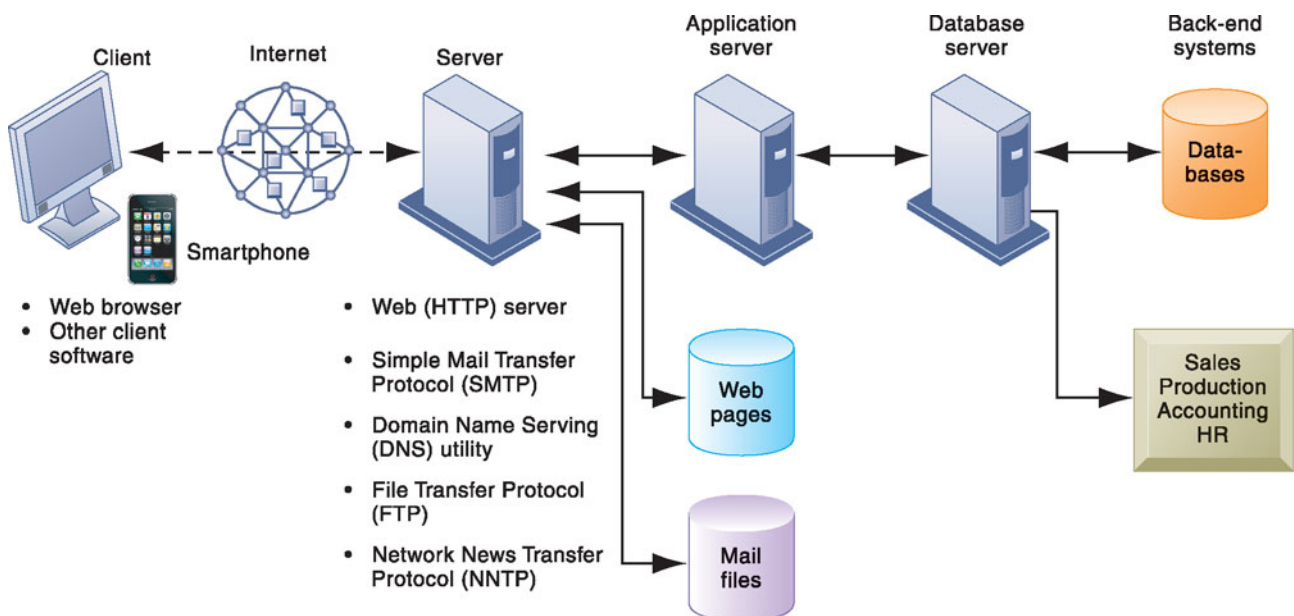 Client
Internet
Server
Application
server
Database
server
Back-end
systems
Data-
bases
Smartphone
• Web browser
• Other client
software
• Web (HTTP) server
• Simple Mail Transfer
Protocol (SMTP)
• Domain Name Serving
(DNS) utility
• File Transfer Protocol
(FTP)
• Network News Transfer
Protocol (NNTP)
Web
pages
Mail
files
Sales
Production
Accounting
HR